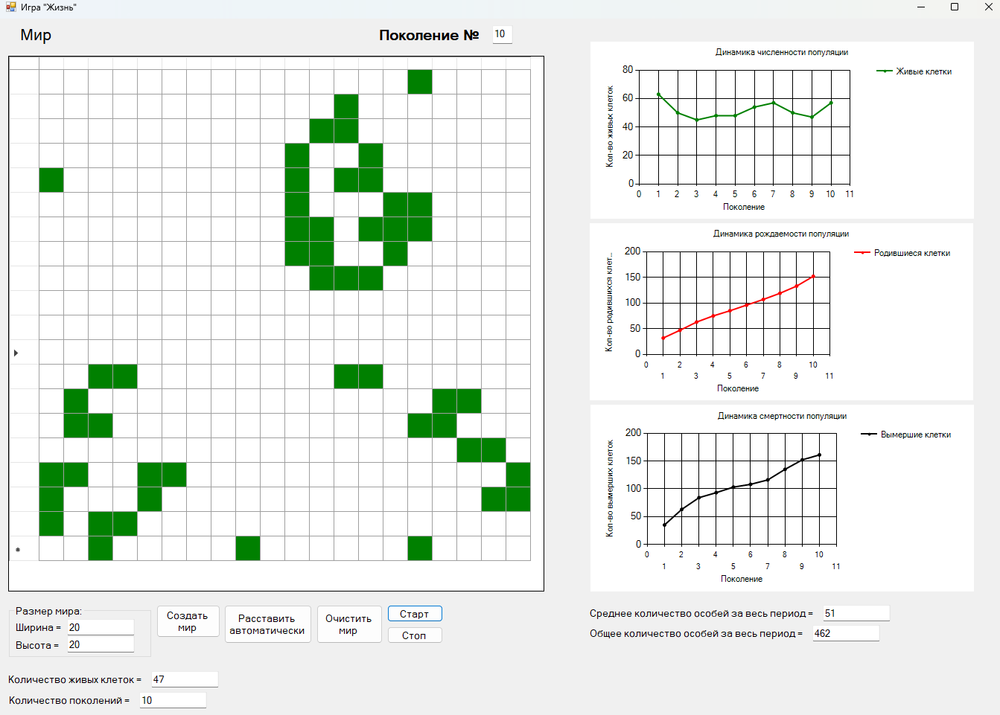 Игра "Жизнь"
Мир
Поколение № 10
Динамика численности популяции
Живые клетки
Кол-во живых клеток
80
60
40
20
0
0 1 2 3 4 5 6 7 8 9 10 11
Поколение
Динамика рождаемости популяции
Родившиеся клетки
Кол-во родившихся клет...
200
150
100
50
0
0 2 4 6 8 10
1 3 5 7 9 11
Поколение
Динамика смертности популяции
Вымершие клетки
Кол-во вымерших клеток
200
150
100
50
0
0 2 4 6 8 10
1 3 5 7 9 11
Поколение
Размер мира:
Ширина = 20
Высота = 20
Создать
мир
Расставить
автоматически
Очистить
мир
Старт
Стоп
Среднее количество особей за весь период = 51
Общее количество особей за весь период = 462
Количество живых клеток = 47
Количество поколений = 10